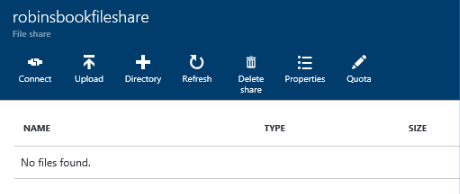 robinsbookfileshare
File share
Connect Upload Directory Refresh Delete share Properties Quota
NAME TYPE SIZE
No files found.